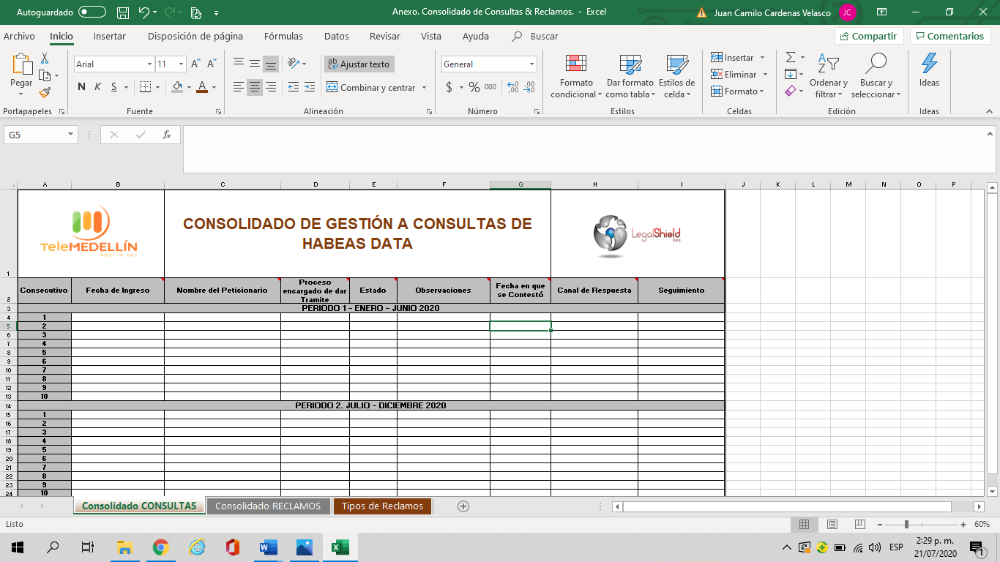 Autoguardado
Anexo. Consolidado de Consultas & Reclamos. - Excel
Juan Camilo Cardenas Velasco
JC
Archivo Inicio Insertar Disposición de página Fórmulas Datos Revisar Vista Ayuda Buscar
Compartir Comentarios
Pegar
Arial 11 A A
N K S A
ab Ajustar texto
Combinar y centrar
General
$ % 000
Formato condicional
Dar formato como tabla
Estilos de celda
Insertar
Eliminar
Formato
Ordenar y filtrar
Buscar y seleccionar
Ideas
Portapapeles Fuente Alineación Número Estilos Celdas Edición Ideas
G5 fx
A B C D E F G H I J K L M N O P
TeleMEDELLÍN
Aquí te ves
CONSOLIDADO DE GESTIÓN A CONSULTAS DE
HABEAS DATA
LegalShield
SAS
1
2 Consecutivo Fecha de Ingreso Nombre del Peticionario Proceso encargado de dar Tramite Estado Observaciones Fecha en que se Contestó Canal de Respuesta Seguimiento
3 PERIODO 1 - ENERO - JUNIO 2020
4 1
5 2
6 3
7 4
8 5
9 6
10 7
11 8
12 9
13 10
14 PERIODO 2. JULIO - DICIEMBRE 2020
15 1
16 2
17 3
18 4
19 5
20 6
21 7
22 8
23 9
24 10
Consolidado CONSULTAS Consolidado RECLAMOS Tipos de Reclamos
Listo
60%
ESP
2:29 p. m.
21/07/2020
1